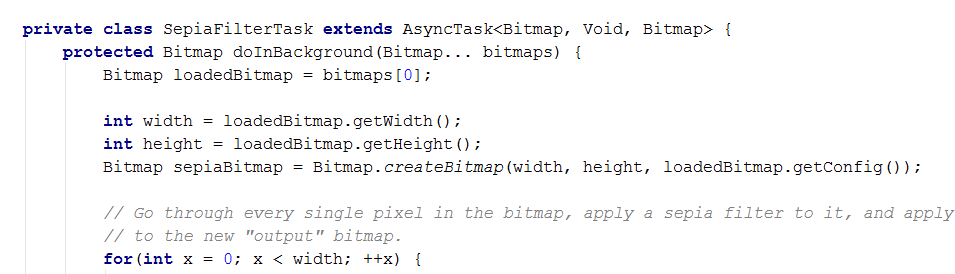 private class SepiaFilterTask extends AsyncTask<Bitmap, Void, Bitmap> {
protected Bitmap doInBackground(Bitmap... bitmaps) {
Bitmap loadedBitmap = bitmaps[0];
int width = loadedBitmap.getWidth();
int height = loadedBitmap.getHeight();
Bitmap sepiaBitmap = Bitmap.createBitmap(width, height, loadedBitmap.getConfig());
// Go through every single pixel in the bitmap, apply a sepia filter to it, and apply
// to the new "output" bitmap.
for(int x = 0; x < width; ++x) {